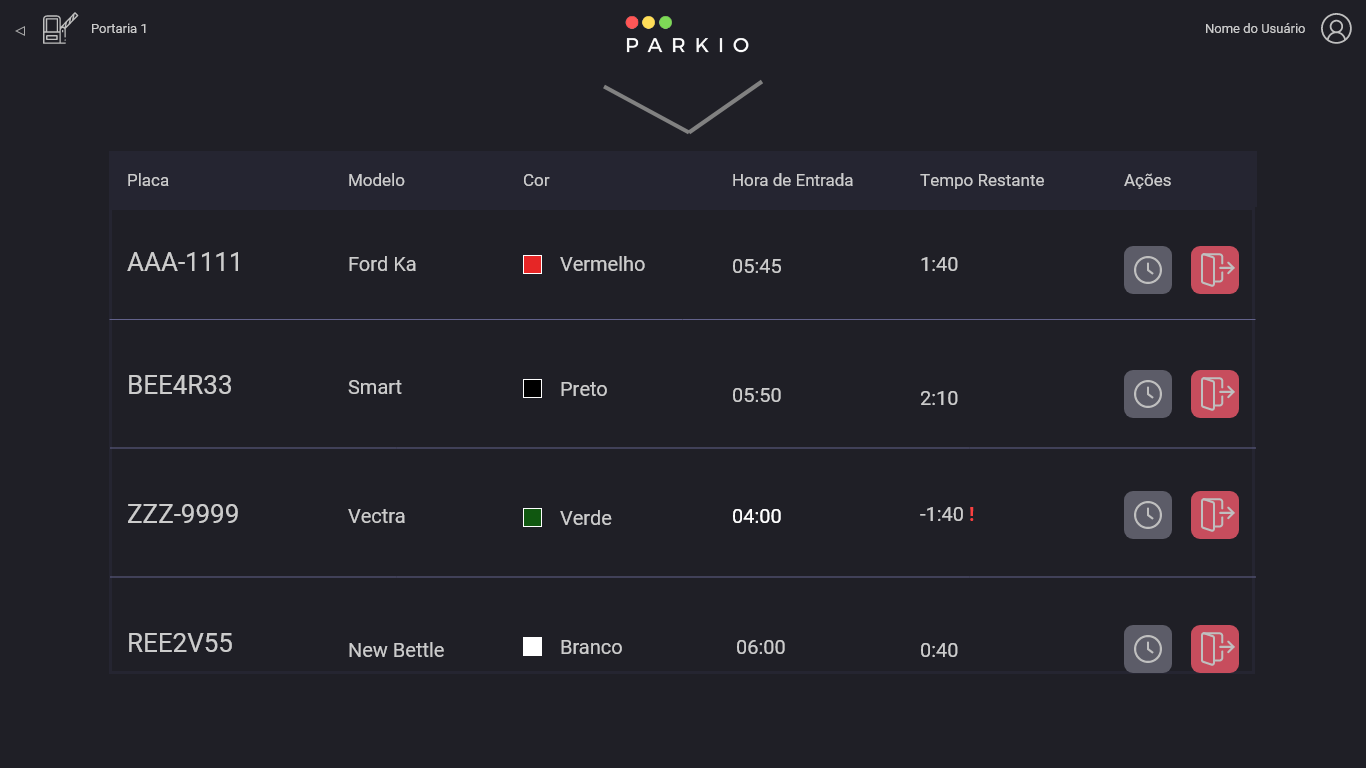 Portaria 1
PARKIO
Nome do Usuário
Placa Modelo Cor Hora de Entrada Tempo Restante Ações
AAA-1111 Ford Ka Vermelho 05:45 1:40
BEE4R33 Smart Preto 05:50 2:10
ZZZ-9999 Vectra Verde 04:00 -1:40 !
REE2V55 New Bettle Branco 06:00 0:40